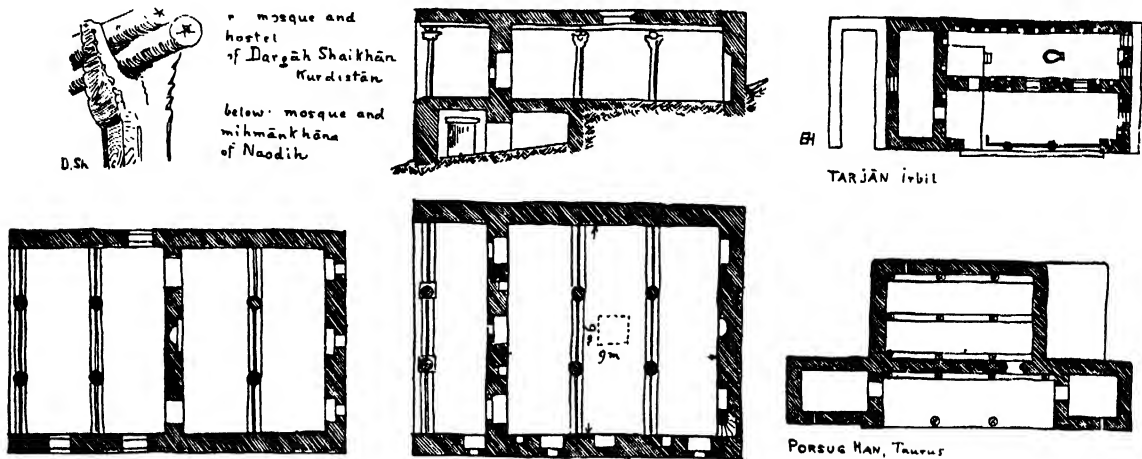 r mosque and
hostel
of Dargāh Shaikhān
Kurdistān
below: mosque and
mihmānkhāna
of Naodih
D.Sh
EH
TARJĀN irbil
9m
PORSUG HAN, Taurus